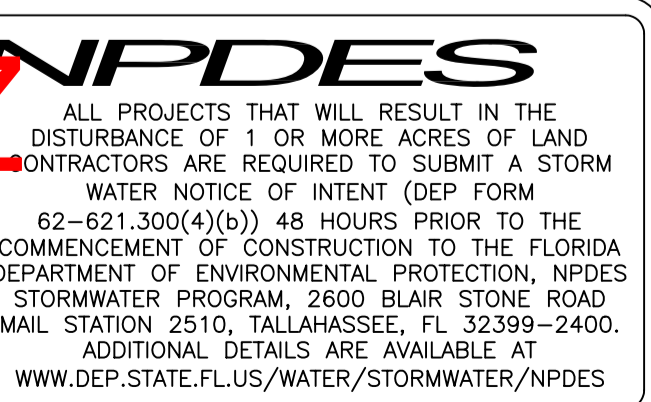 NPDES
ALL PROJECTS THAT WILL RESULT IN THE
DISTURBANCE OF 1 OR MORE ACRES OF LAND
CONTRACTORS ARE REQUIRED TO SUBMIT A STORM
WATER NOTICE OF INTENT (DEP FORM
62-621.300(4)(b)) 48 HOURS PRIOR TO THE
COMMENCEMENT OF CONSTRUCTION TO THE FLORIDA
DEPARTMENT OF ENVIRONMENTAL PROTECTION, NPDES
STORMWATER PROGRAM, 2600 BLAIR STONE ROAD
MAIL STATION 2510, TALLAHASSEE, FL 32399-2400.
ADDITIONAL DETAILS ARE AVAILABLE AT
WWW.DEP.STATE.FL.US/WATER/STORMWATER/NPDES